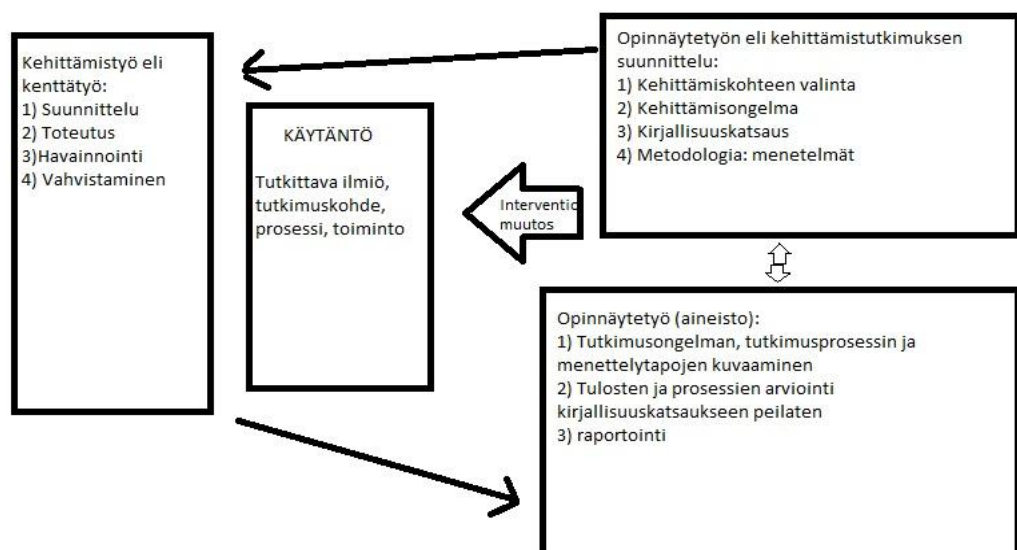 Kehittämistyö eli
kenttätyö:
1) Suunnittelu
2) Toteutus
3)Havainnointi
4) Vahvistaminen
KÄYTÄNTÖ
Tutkittava ilmiö,
tutkimuskohde,
prosessi, toiminto
Interventio
muutos
Opinnäytetyön eli kehittämistutkimuksen
suunnittelu:
1) Kehittämiskohteen valinta
2) Kehittämisongelma
3) Kirjallisuuskatsaus
4) Metodologia: menetelmät
Opinnäytetyö (aineisto):
1) Tutkimusongelman, tutkimusprosessin ja
menettelytapojen kuvaaminen
2) Tulosten ja prosessien arviointi
kirjallisuuskatsaukseen peilaten
3) raportointi